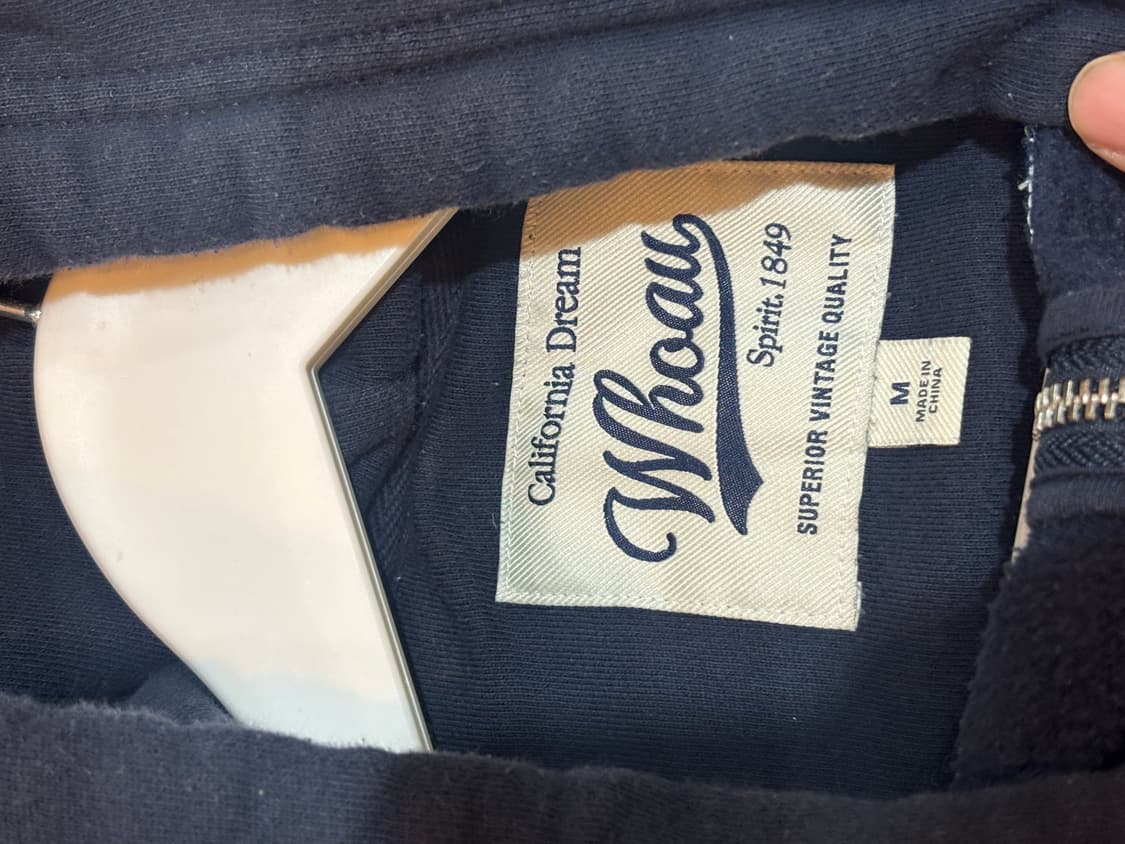 California Dream
Whoau
Spirit. 1849
SUPERIOR VINTAGE QUALITY
M
MADE IN
CHINA